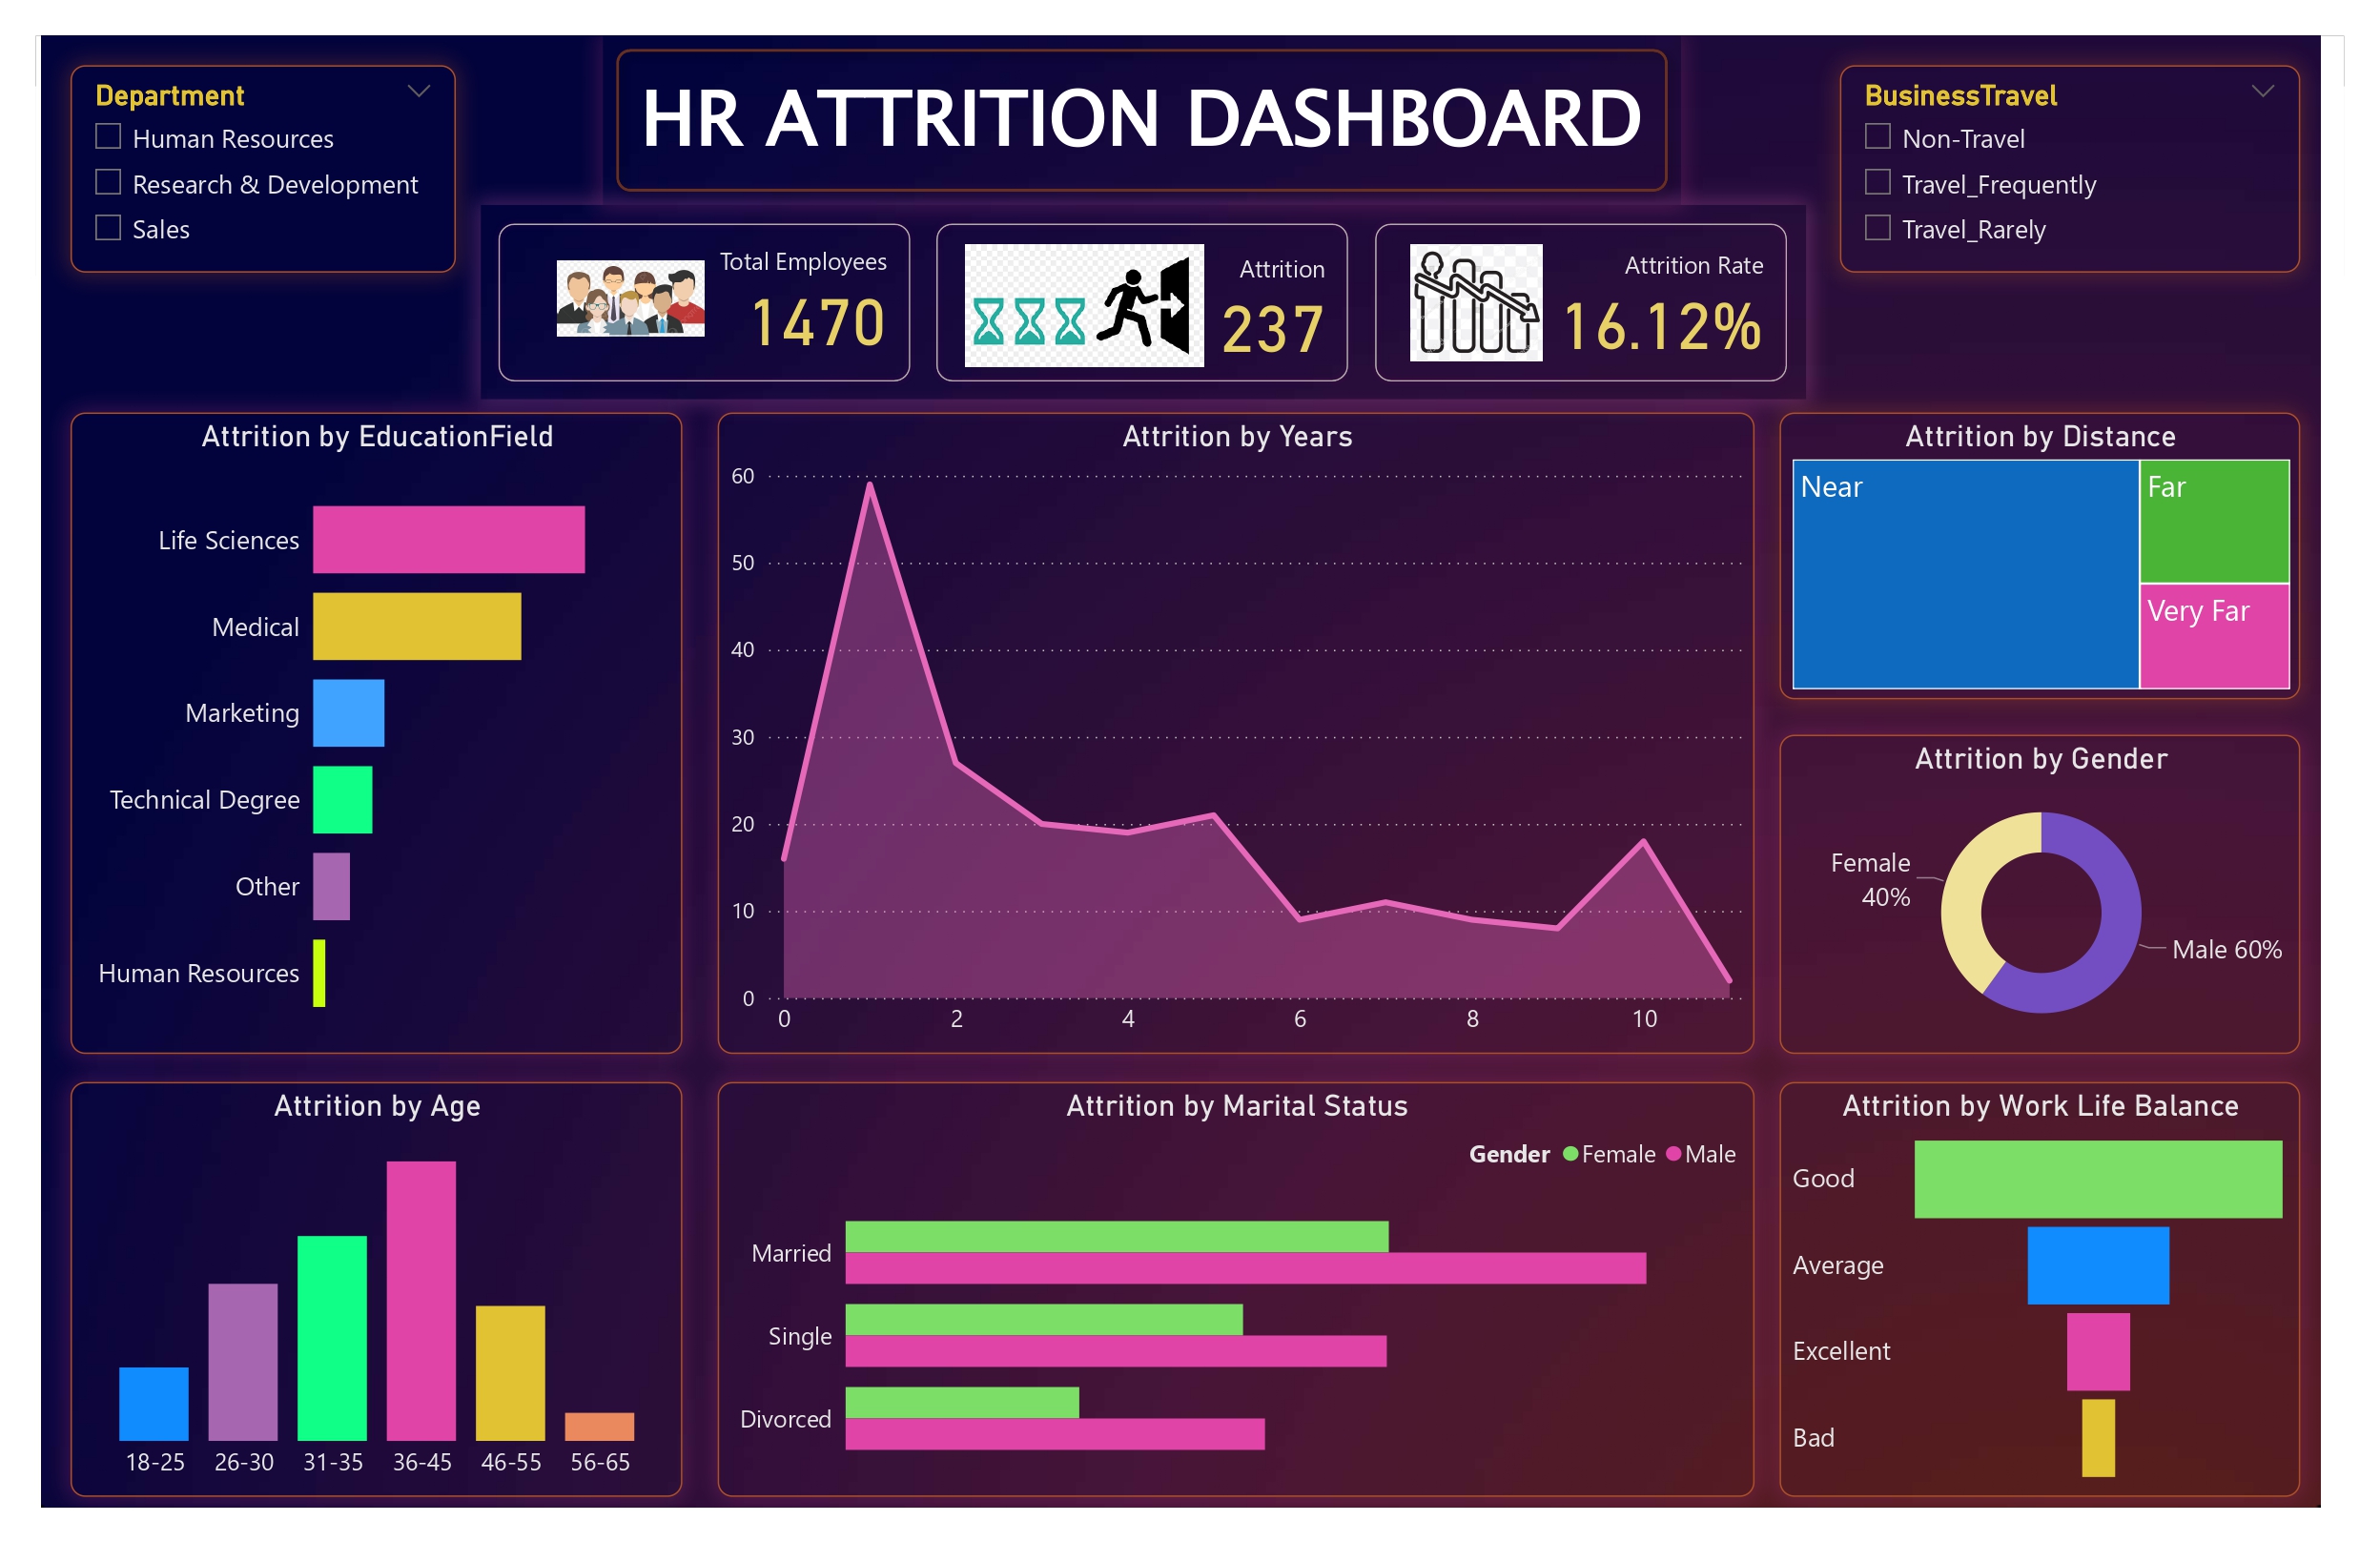 Department
Human Resources
Research & Development
Sales
HR ATTRITION DASHBOARD
BusinessTravel
Non-Travel
Travel_Frequently
Travel_Rarely
Total Employees
1470
Attrition
237
Attrition Rate
16.12%
Attrition by EducationField
Life Sciences
Medical
Marketing
Technical Degree
Other
Human Resources
Attrition by Years
60
50
40
30
20
10
0
0 2 4 6 8 10
Attrition by Distance
Near
Far
Very Far
Attrition by Gender
Female
40%
Male 60%
Attrition by Age
18-25 26-30 31-35 36-45 46-55 56-65
Attrition by Marital Status
Gender Female Male
Married
Single
Divorced
Attrition by Work Life Balance
Good
Average
Excellent
Bad